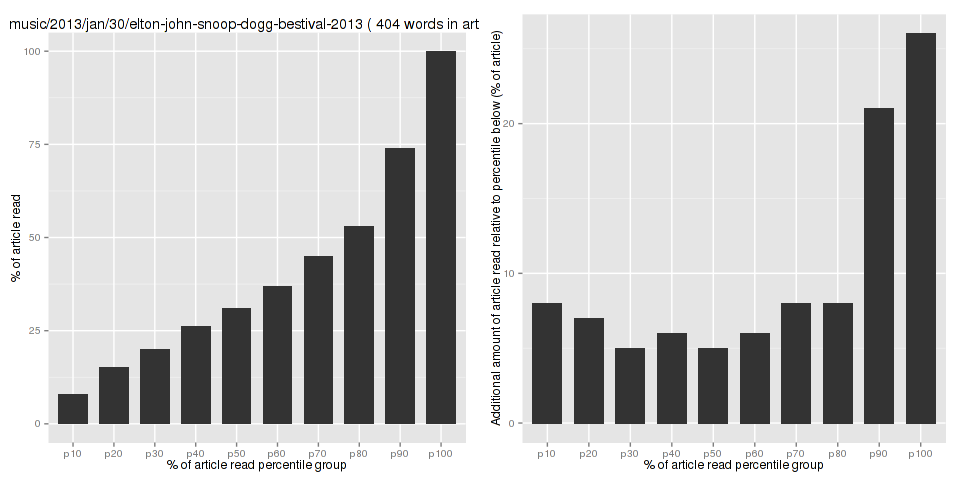 music/2013/jan/30/elton-john-snoop-dogg-bestival-2013 ( 404 words in art
% of article read
100
75
50
25
0
p10 p20 p30 p40 p50 p60 p70 p80 p90 p100
% of article read percentile group
Additional amount of article read relative to percentile below (% of article)
20
10
0
p10 p20 p30 p40 p50 p60 p70 p80 p90 p100
% of article read percentile group